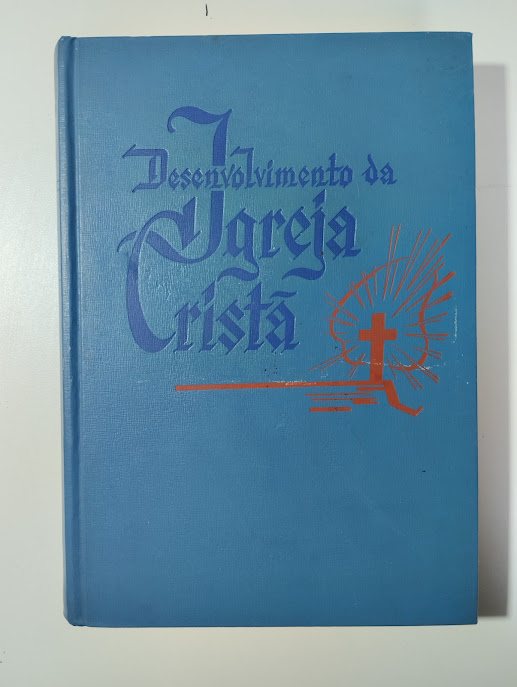 Desenvolvimento da
Igreja
Cristã